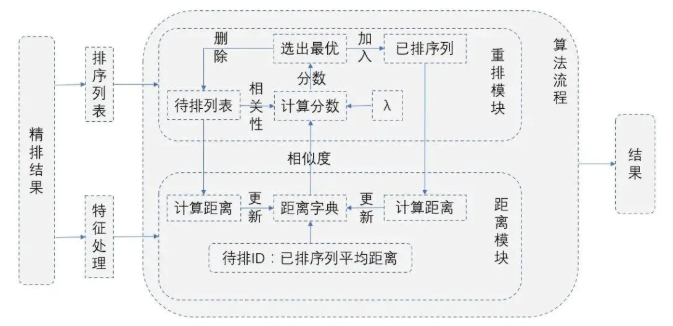 精排结果
排序列表
特征处理
删除
选出最优
加入
已排序列
分数
待排列表
相关性
计算分数
λ
重排模块
算法流程
相似度
计算距离
更新
距离字典
更新
计算距离
距离模块
待排ID：已排序列平均距离
结果